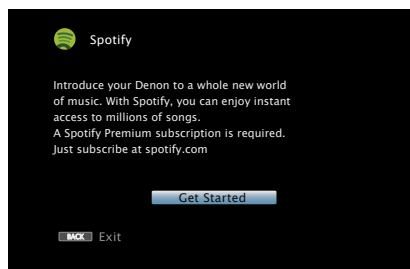 Spotify
Introduce your Denon to a whole new world
of music. With Spotify, you can enjoy instant
access to millions of songs.
A Spotify Premium subscription is required.
Just subscribe at spotify.com
Get Started
BACK Exit